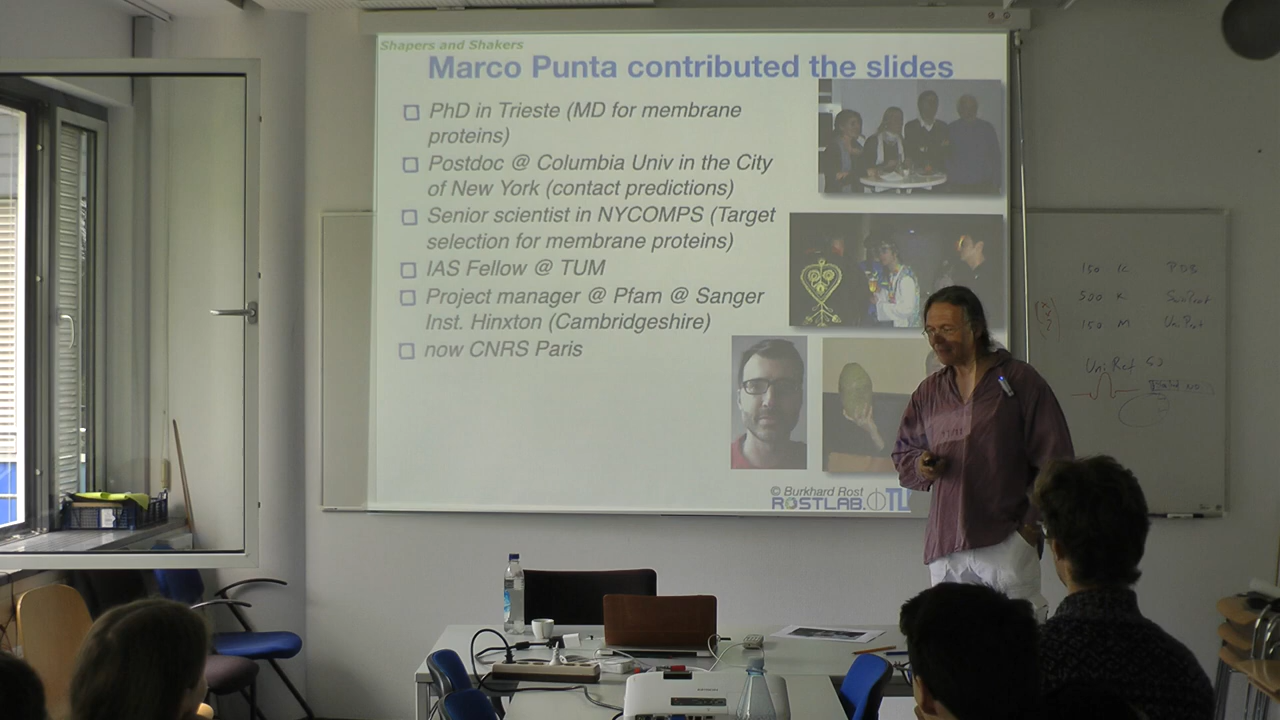 Shapers and Shakers
Marco Punta contributed the slides
PhD in Trieste (MD for membrane
proteins)
Postdoc @ Columbia Univ in the City
of New York (contact predictions)
Senior scientist in NYCOMPS (Target
selection for membrane proteins)
IAS Fellow @ TUM
Project manager @ Pfam @ Sanger
Inst. Hinxton (Cambridgeshire)
now CNRS Paris
© Burkhard Rost
ROSTLAB
150 K PDB
500 K
150 M UniProt
UniRef 50